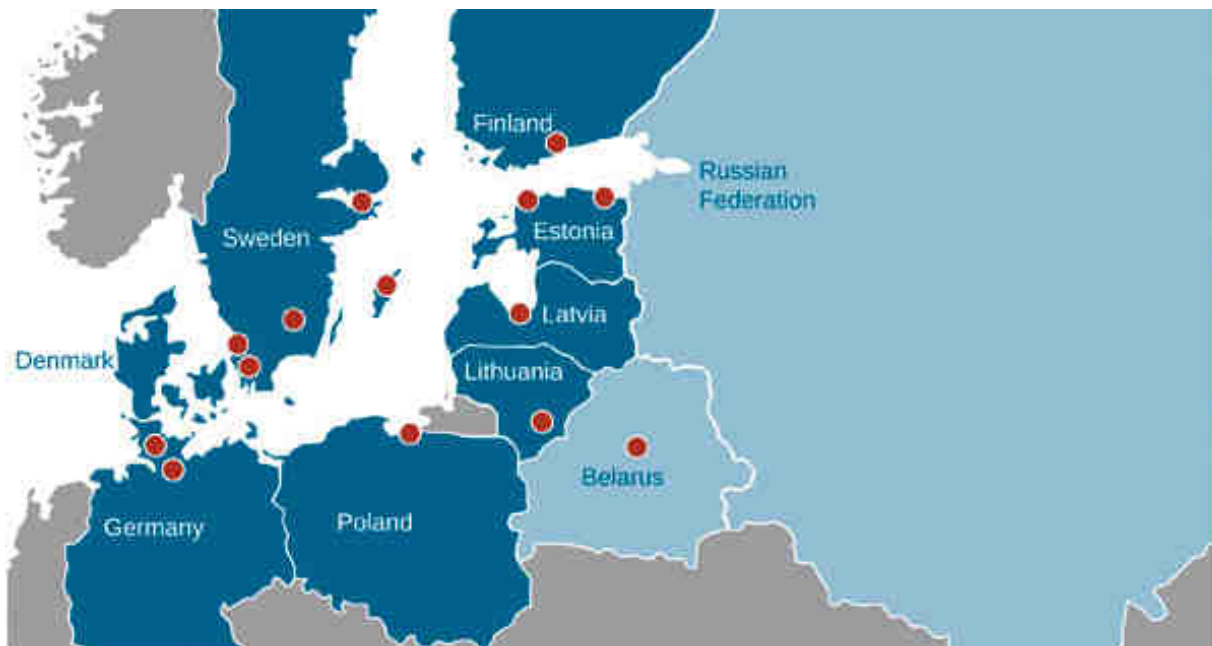 Finland
Russian
Federation
Sweden
Estonia
Latvia
Denmark
Lithuania
Belarus
Poland
Germany